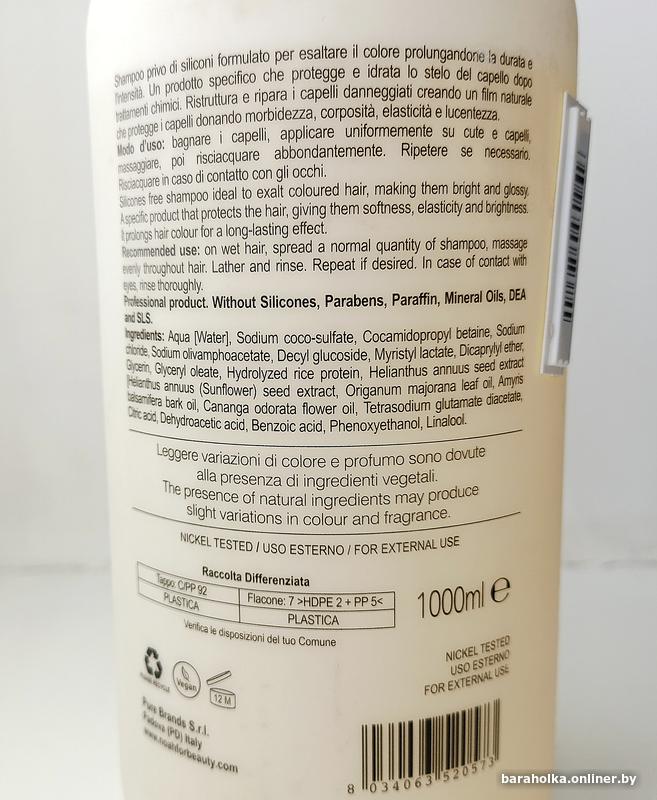 Shampoo privo di siliconi formulato per esaltare il colore prolungandone la durata e
l'intensità. Un prodotto specifico che protegge e idrata lo stelo del capello dopo
trattamenti chimici. Ristruttura e ripara i capelli danneggiati creando un film naturale
che protegge i capelli donando morbidezza, corposità, elasticità e lucentezza.
Modo d'uso: bagnare i capelli, applicare uniformemente su cute e capelli,
massaggiare, poi risciacquare abbondantemente. Ripetere se necessario.
Risciacquare in caso di contatto con gli occhi.
Silicones free shampoo ideal to exalt coloured hair, making them bright and glossy.
A specific product that protects the hair, giving them softness, elasticity and brightness.
It prolongs hair colour for a long-lasting effect.
Recommended use: on wet hair, spread a normal quantity of shampoo, massage
evenly throughout hair. Lather and rinse. Repeat if desired. In case of contact with
eyes, rinse thoroughly.
Professional product. Without Silicones, Parabens, Paraffin, Mineral Oils, DEA
and SLS.
Ingredients: Aqua [Water], Sodium coco-sulfate, Cocamidopropyl betaine, Sodium
chloride, Sodium olivamphoacetate, Decyl glucoside, Myristyl lactate, Dicaprylyl ether,
Glycerin, Glyceryl oleate, Hydrolyzed rice protein, Helianthus annuus seed extract
[Helianthus annuus (Sunflower) seed extract, Origanum majorana leaf oil, Amyris
balsamifera bark oil, Cananga odorata flower oil, Tetrasodium glutamate diacetate,
Citric acid, Dehydroacetic acid, Benzoic acid, Phenoxyethanol, Linalool.
Leggere variazioni di colore e profumo sono dovute
alla presenza di ingredienti vegetali.
The presence of natural ingredients may produce
slight variations in colour and fragrance.
NICKEL TESTED / USO ESTERNO / FOR EXTERNAL USE
Raccolta Differenziata
Tappo: C/PP 92 Flacone: 7 >HDPE 2 + PP 5<
PLASTICA PLASTICA
Verifica le disposizioni del tuo Comune
1000ml e
NICKEL TESTED
USO ESTERNO
FOR EXTERNAL USE
Vegan
12 M
Pure Brands S.r.l.
Padova (PD) Italy
www.noahforbeauty.com
8 034063 520573
baraholka.onliner.by